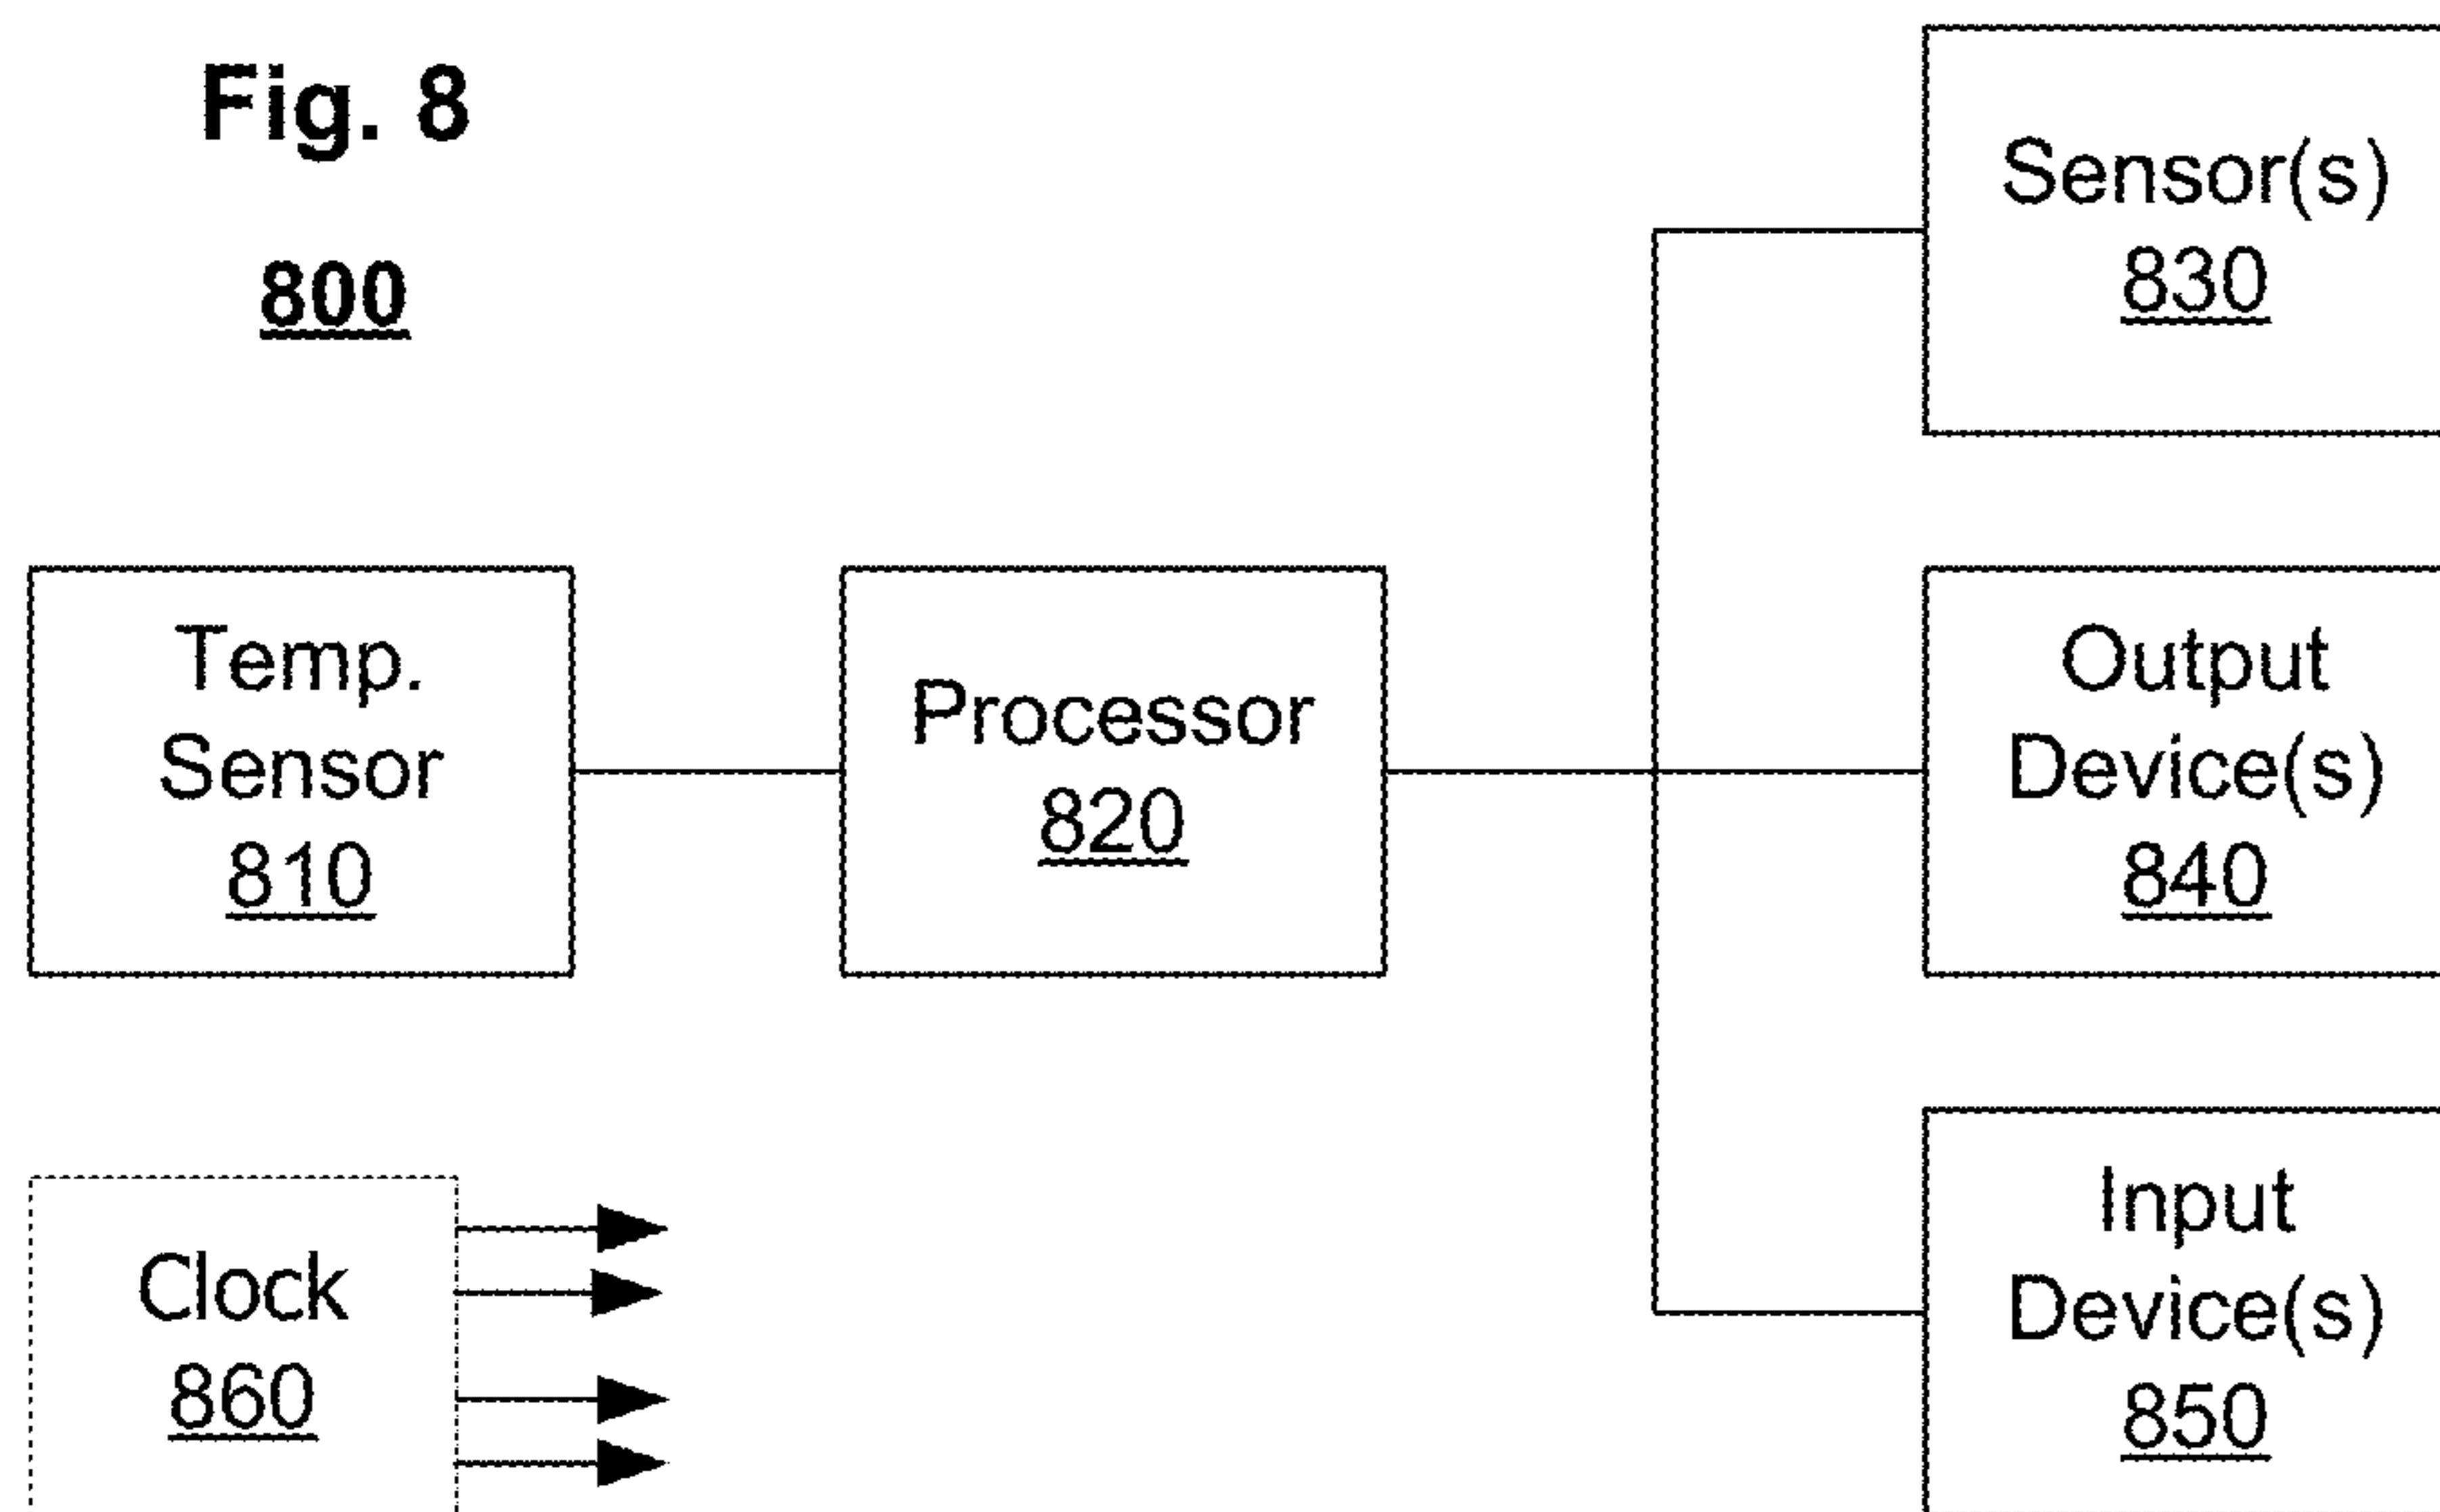 Fig. 8
800
Sensor(s)
830
Temp.
Sensor
810
Processor
820
Output
Device(s)
840
Clock
860
Input
Device(s)
850